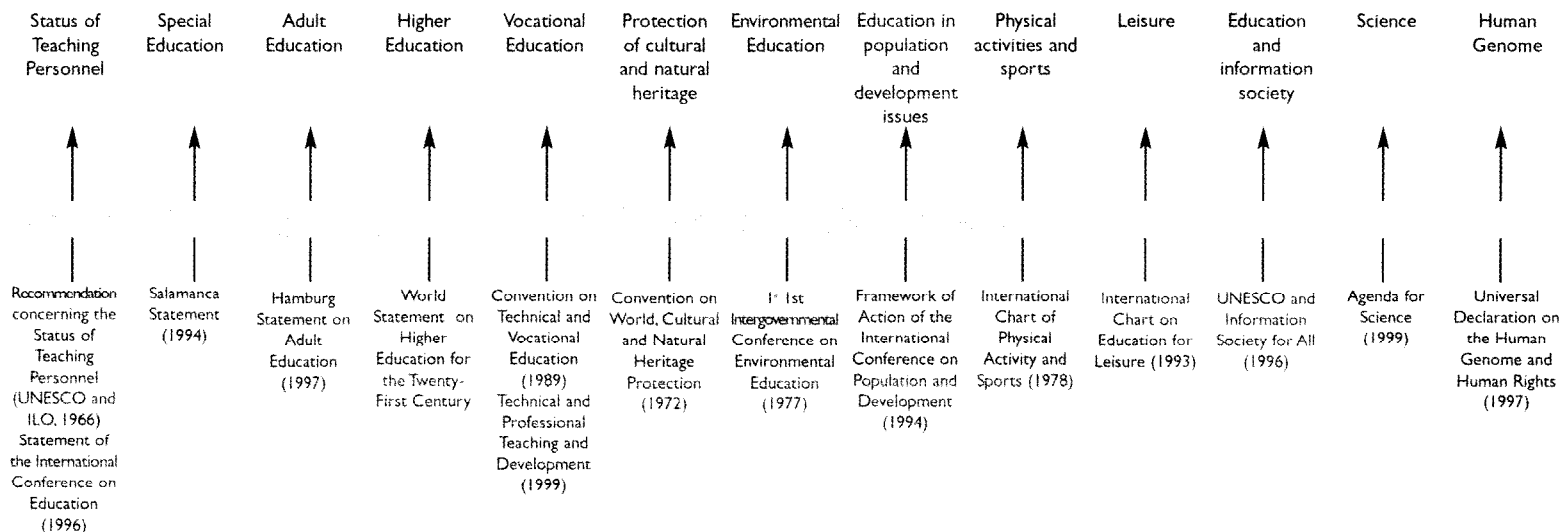 Status of
Teaching
Personnel
Special
Education
Adult
Education
Higher
Education
Vocational
Education
Protection
of cultural
and natural
heritage
Environmental
Education
Education in
population
and
development
issues
Physical
activities and
sports
Leisure
Education
and
information
society
Science
Human
Genome
Recommendation
concerning the
Status of
Teaching
Personnel
(UNESCO and
ILO, 1966)
Statement of
the International
Conference on
Education
(1996)
Salamanca
Statement
(1994)
Hamburg
Statement on
Adult
Education
(1997)
World
Statement on
Higher
Education for
the Twenty-
First Century
Convention on
Technical and
Vocational
Education
(1989)
Technical and
Professional
Teaching and
Development
(1999)
Convention on
World, Cultural
and Natural
Heritage
Protection
(1972)
1st
Intergovernmental
Conference on
Environmental
Education
(1977)
Framework of
Action of the
International
Conference on
Population and
Development
(1994)
International
Chart of
Physical
Activity and
Sports (1978)
International
Chart on
Education for
Leisure (1993)
UNESCO and
Information
Society for All
(1996)
Agenda for
Science
(1999)
Universal
Declaration on
the Human
Genome and
Human Rights
(1997)